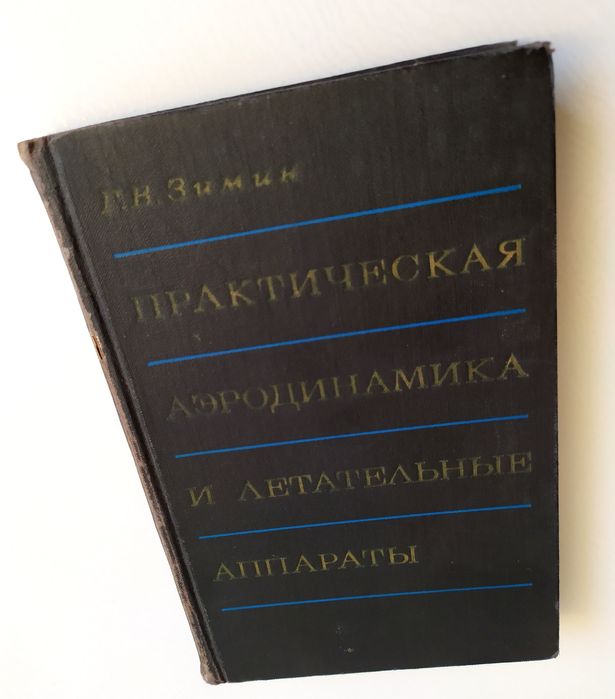 Г.Н. Зимин
ПРАКТИЧЕСКАЯ
АЭРОДИНАМИКА
И ЛЕТАТЕЛЬНЫЕ
АППАРАТЫ